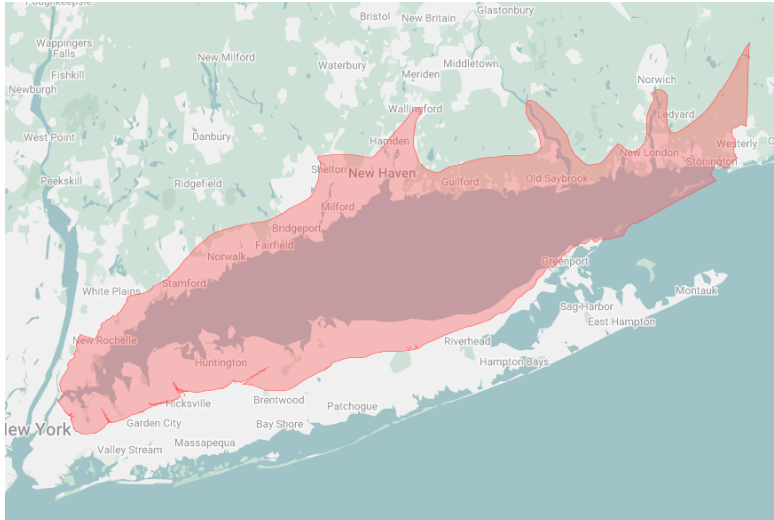 Poughkeepsie
Glastonbury
Bristol
New Britain
Wappingers
Falls
New Milford
Waterbury
Middletown
Fishkill
Meriden
Norwich
Newburgh
Wallingford
Ledyard
West Point
Danbury
Hamden
Westerly
New London
Shelton
New Haven
Stonington
Peekskill
Ridgefield
Guilford
Old Saybrook
Milford
Bridgeport
Fairfield
Norwalk
Greenport
Stamford
White Plains
Montauk
Sag Harbor
East Hampton
New Rochelle
Riverhead
Huntington
Hampton Bays
Hicksville
Brentwood
Patchogue
New York
Garden City
Bay Shore
Massapequa
Valley Stream